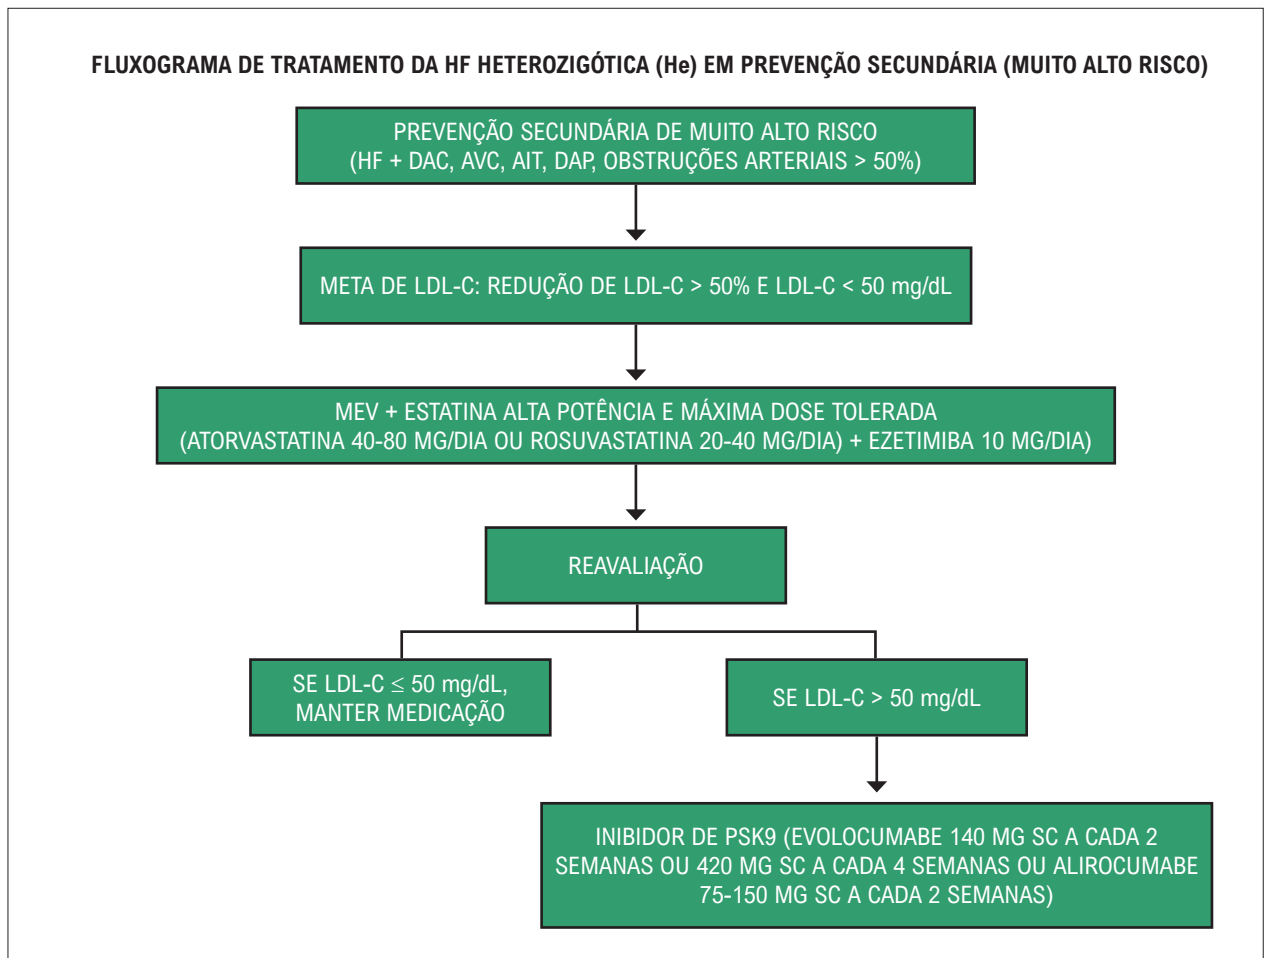 FLUXOGRAMA DE TRATAMENTO DA HF HETEROZIGÓTICA (He) EM PREVENÇÃO SECUNDÁRIA (MUITO ALTO RISCO)
PREVENÇÃO SECUNDÁRIA DE MUITO ALTO RISCO
(HF + DAC, AVC, AIT, DAP, OBSTRUÇÕES ARTERIAIS > 50%)
META DE LDL-C: REDUÇÃO DE LDL-C > 50% E LDL-C < 50 mg/dL
MEV + ESTATINA ALTA POTÊNCIA E MÁXIMA DOSE TOLERADA
(ATORVASTATINA 40-80 MG/DIA OU ROSUVASTATINA 20-40 MG/DIA) + EZETIMIBA 10 MG/DIA)
REAVALIAÇÃO
SE LDL-C ≤ 50 mg/dL,
MANTER MEDICAÇÃO
SE LDL-C > 50 mg/dL
INIBIDOR DE PSK9 (EVOLOCUMABE 140 MG SC A CADA 2
SEMANAS OU 420 MG SC A CADA 4 SEMANAS OU ALIROCUMABE
75-150 MG SC A CADA 2 SEMANAS)